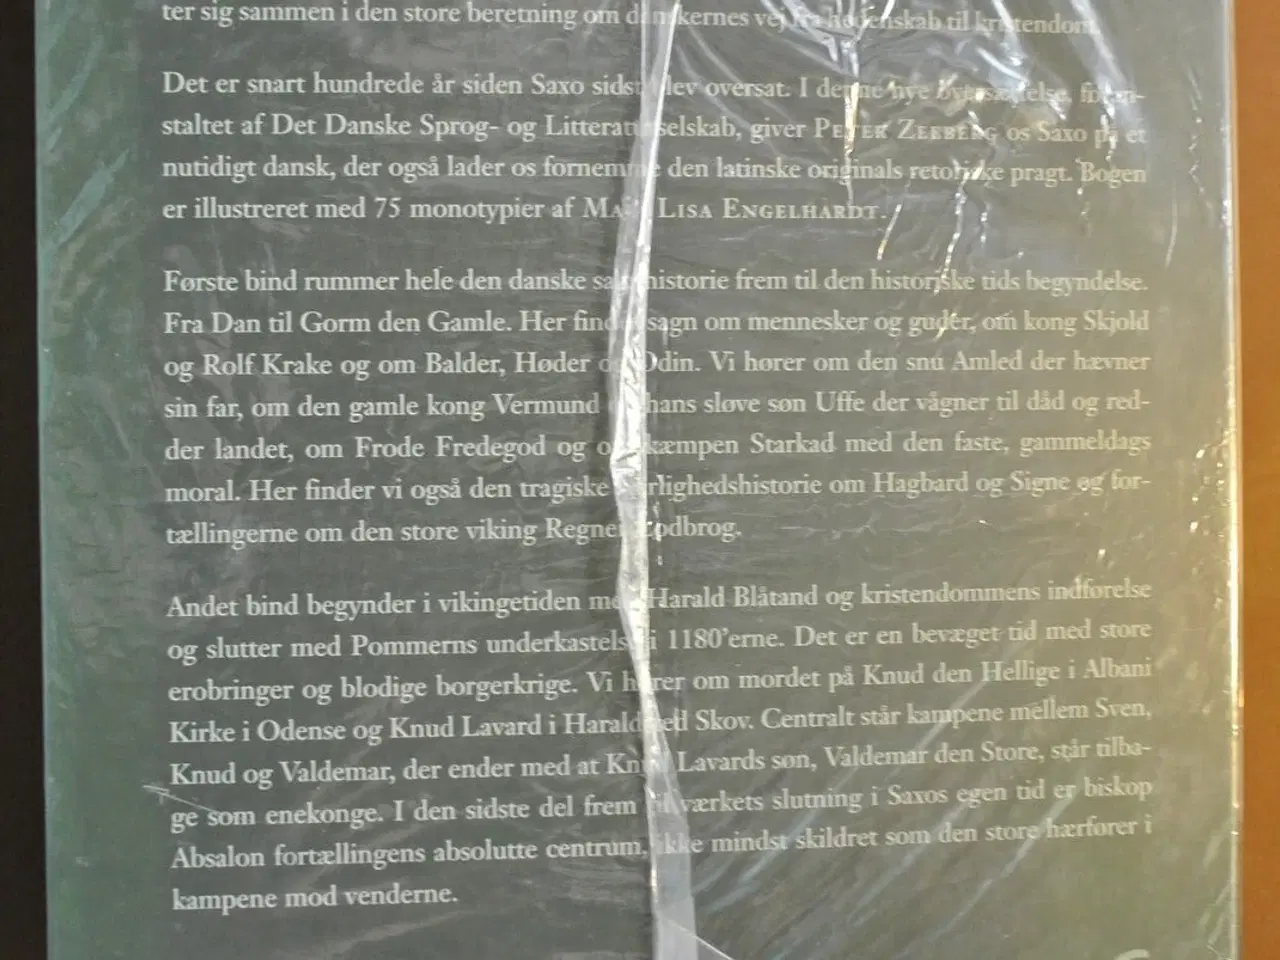 ter sig sammen i den store beretning om danskernes vej fra hedenskab til kristendom.
Det er snart hundrede år siden Saxo sidst blev oversat. I denne nye oversættelse, foran-
staltet af Det Danske Sprog- og Litteraturselskab, giver PETER ZEEBERG os Saxo på et
nutidigt dansk, der også lader os fornemme den latinske originals retoriske pragt. Bogen
er illustreret med 75 monotypier af LISA ENGELHARDT.
Første bind rummer hele den danske sagnhistorie frem til den historiske tids begyndelse.
Fra Dan til Gorm den Gamle. Her findes sagn om mennesker og guder, om kong Skjold
og Rolf Krake og om Balder, Høder og Odin. Vi hører om den snu Amled der hævner
sin far, om den gamle kong Vermund og hans sløve søn Uffe der vågner til dåd og red-
der landet, om Frode Fredegod og om kæmpen Starkad med den faste, gammeldags
moral. Her finder vi også den tragiske kærlighedshistorie om Hagbard og Signe og for-
tællingerne om den store viking Regner Lodbrog.
Andet bind begynder i vikingetiden med Harald Blåtand og kristendommens indførelse
og slutter med Pommerns underkastelse i 1180'erne. Det er en bevæget tid med store
erobringer og blodige borgerkrige. Vi hører om mordet på Knud den Hellige i Albani
Kirke i Odense og Knud Lavard i Haraldsted Skov. Centralt står kampene mellem Sven,
Knud og Valdemar, der ender med at Knud Lavards søn, Valdemar den Store, står tilba-
ge som enekonge. I den sidste del frem til værkets slutning i Saxos egen tid er biskop
Absalon fortællingens absolutte centrum, ikke mindst skildret som den store hærfører i
kampene mod venderne.